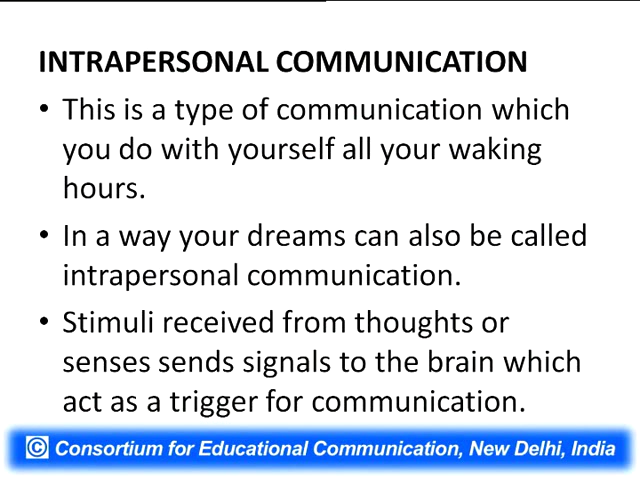 INTRAPERSONAL COMMUNICATION
• This is a type of communication which
you do with yourself all your waking
hours.
• In a way your dreams can also be called
intrapersonal communication.
• Stimuli received from thoughts or
senses sends signals to the brain which
act as a trigger for communication.
© Consortium for Educational Communication, New Delhi, India